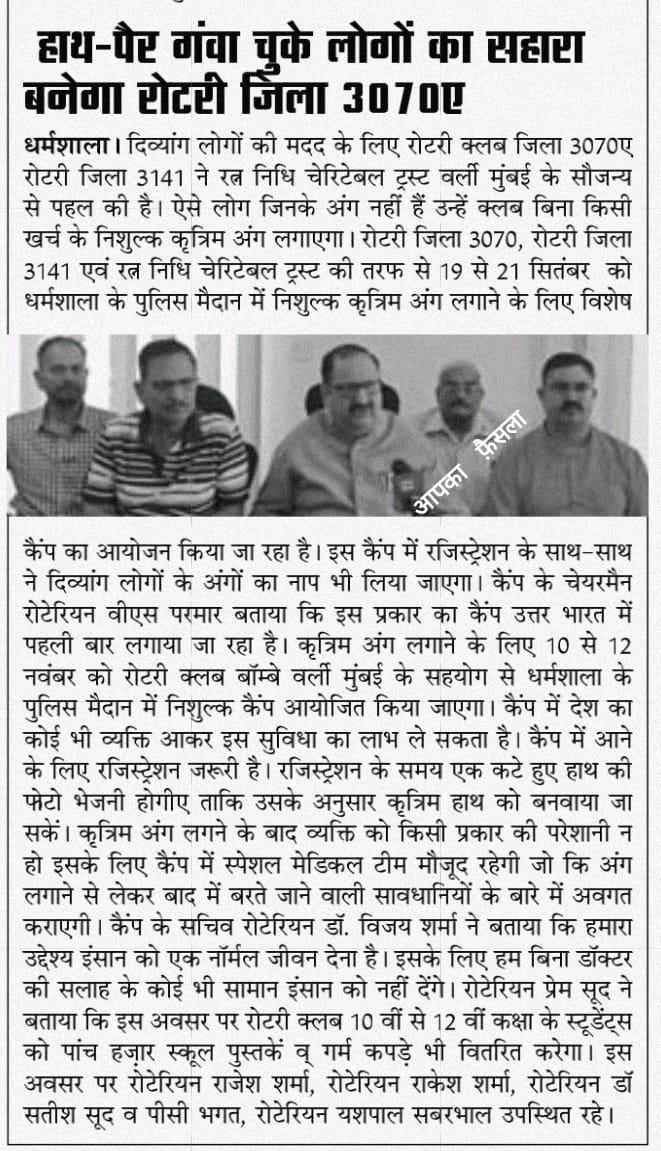 हाथ-पैर गंवा चुके लोगों का सहारा
बनेगा रोटरी जिला 3070ए
धर्मशाला। दिव्यांग लोगों की मदद के लिए रोटरी क्लब जिला 3070ए
रोटरी जिला 3141 ने रत्न निधि चेरिटेबल ट्रस्ट वर्ली मुंबई के सौजन्य
से पहल की है। ऐसे लोग जिनके अंग नहीं हैं उन्हें क्लब बिना किसी
खर्च के निशुल्क कृत्रिम अंग लगाएगा। रोटरी जिला 3070, रोटरी जिला
3141 एवं रत्न निधि चेरिटेबल ट्रस्ट की तरफ से 19 से 21 सितंबर को
धर्मशाला के पुलिस मैदान में निशुल्क कृत्रिम अंग लगाने के लिए विशेष
आपका फ़ैसला
कैंप का आयोजन किया जा रहा है। इस कैंप में रजिस्ट्रेशन के साथ-साथ
ने दिव्यांग लोगों के अंगों का नाप भी लिया जाएगा। कैंप के चेयरमैन
रोटेरियन वीएस परमार बताया कि इस प्रकार का कैंप उत्तर भारत में
पहली बार लगाया जा रहा है। कृत्रिम अंग लगाने के लिए 10 से 12
नवंबर को रोटरी क्लब बॉम्बे वर्ली मुंबई के सहयोग से धर्मशाला के
पुलिस मैदान में निशुल्क कैंप आयोजित किया जाएगा। कैंप में देश का
कोई भी व्यक्ति आकर इस सुविधा का लाभ ले सकता है। कैंप में आने
के लिए रजिस्ट्रेशन जरूरी है। रजिस्ट्रेशन के समय एक कटे हुए हाथ की
फोटो भेजनी होगीए ताकि उसके अनुसार कृत्रिम हाथ को बनवाया जा
सकें। कृत्रिम अंग लगने के बाद व्यक्ति को किसी प्रकार की परेशानी न
हो इसके लिए कैंप में स्पेशल मेडिकल टीम मौजूद रहेगी जो कि अंग
लगाने से लेकर बाद में बरते जाने वाली सावधानियों के बारे में अवगत
कराएगी। कैंप के सचिव रोटेरियन डॉ. विजय शर्मा ने बताया कि हमारा
उद्देश्य इंसान को एक नॉर्मल जीवन देना है। इसके लिए हम बिना डॉक्टर
की सलाह के कोई भी सामान इंसान को नहीं देंगे। रोटेरियन प्रेम सूद ने
बताया कि इस अवसर पर रोटरी क्लब 10 वीं से 12 वीं कक्षा के स्टूडेंट्स
को पांच हज़ार स्कूल पुस्तकें व् गर्म कपड़े भी वितरित करेगा। इस
अवसर पर रोटेरियन राजेश शर्मा, रोटेरियन राकेश शर्मा, रोटेरियन डॉ
सतीश सूद व पीसी भगत, रोटेरियन यशपाल सबरभाल उपस्थित रहे।